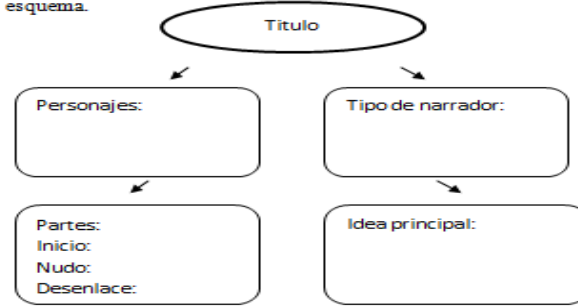 esquema.
Titulo
Personajes:
Tipo de narrador:
Partes:
Inicio:
Nudo:
Desenlace:
Idea principal: